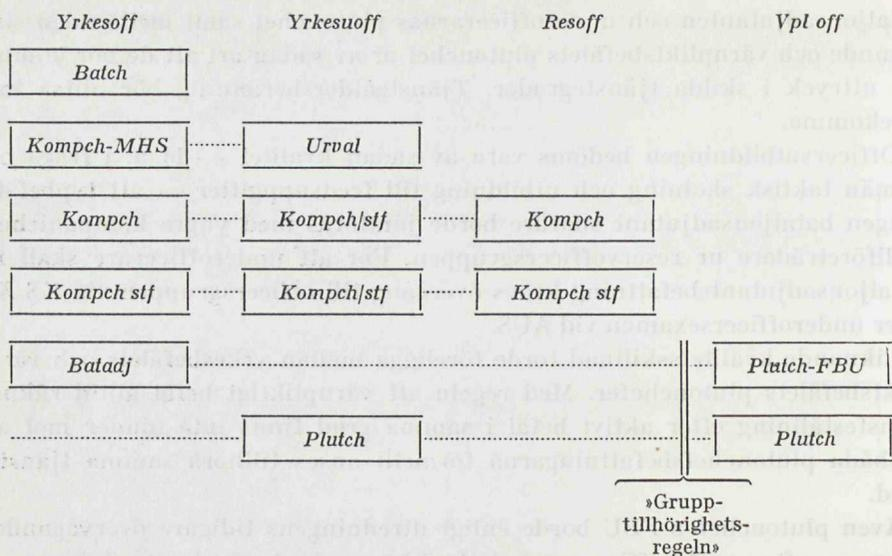 Yrkesoff Yrkesuoff Resoff Vpl off
Batch
Kompch-MHS Urval
Kompch Kompch/stf Kompch
Kompch stf Kompch/stf Kompch stf
Batadj Plutch-FBU
Plutch Plutch
»Grupp-
tillhörighets-
regeln»